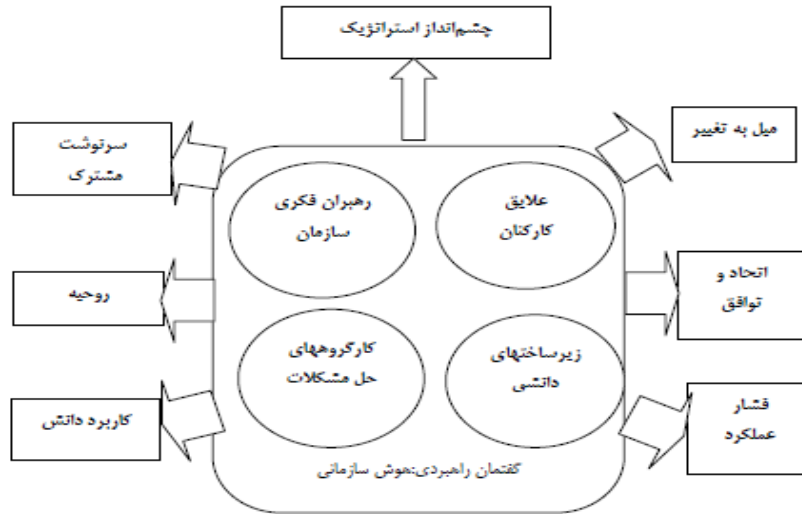 چشم‌انداز استراتژیک
میل به تغییر
سرنوشت
مشترک
علایق
کارکنان
رهبران فکری
سازمان
اتحاد و
توافق
روحیه
زیرساختهای
دانشی
کارگروههای
حل مشکلات
فشار
عملکرد
کاربرد دانش
گفتمان راهبردی:هوش سازمانی